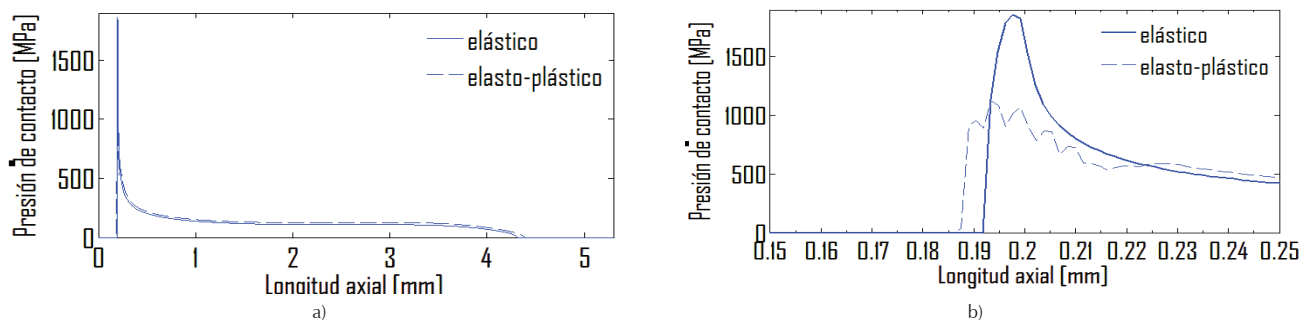 Presión de contacto [MPa]
1500
1000
500
0
elástico
elasto-plástico
0 1 2 3 4 5
Longitud axial [mm]
a)
Presión de contacto [MPa]
1500
1000
500
0
elástico
elasto-plástico
0.15 0.16 0.17 0.18 0.19 0.2 0.21 0.22 0.23 0.24 0.25
Longitud axial [mm]
b)